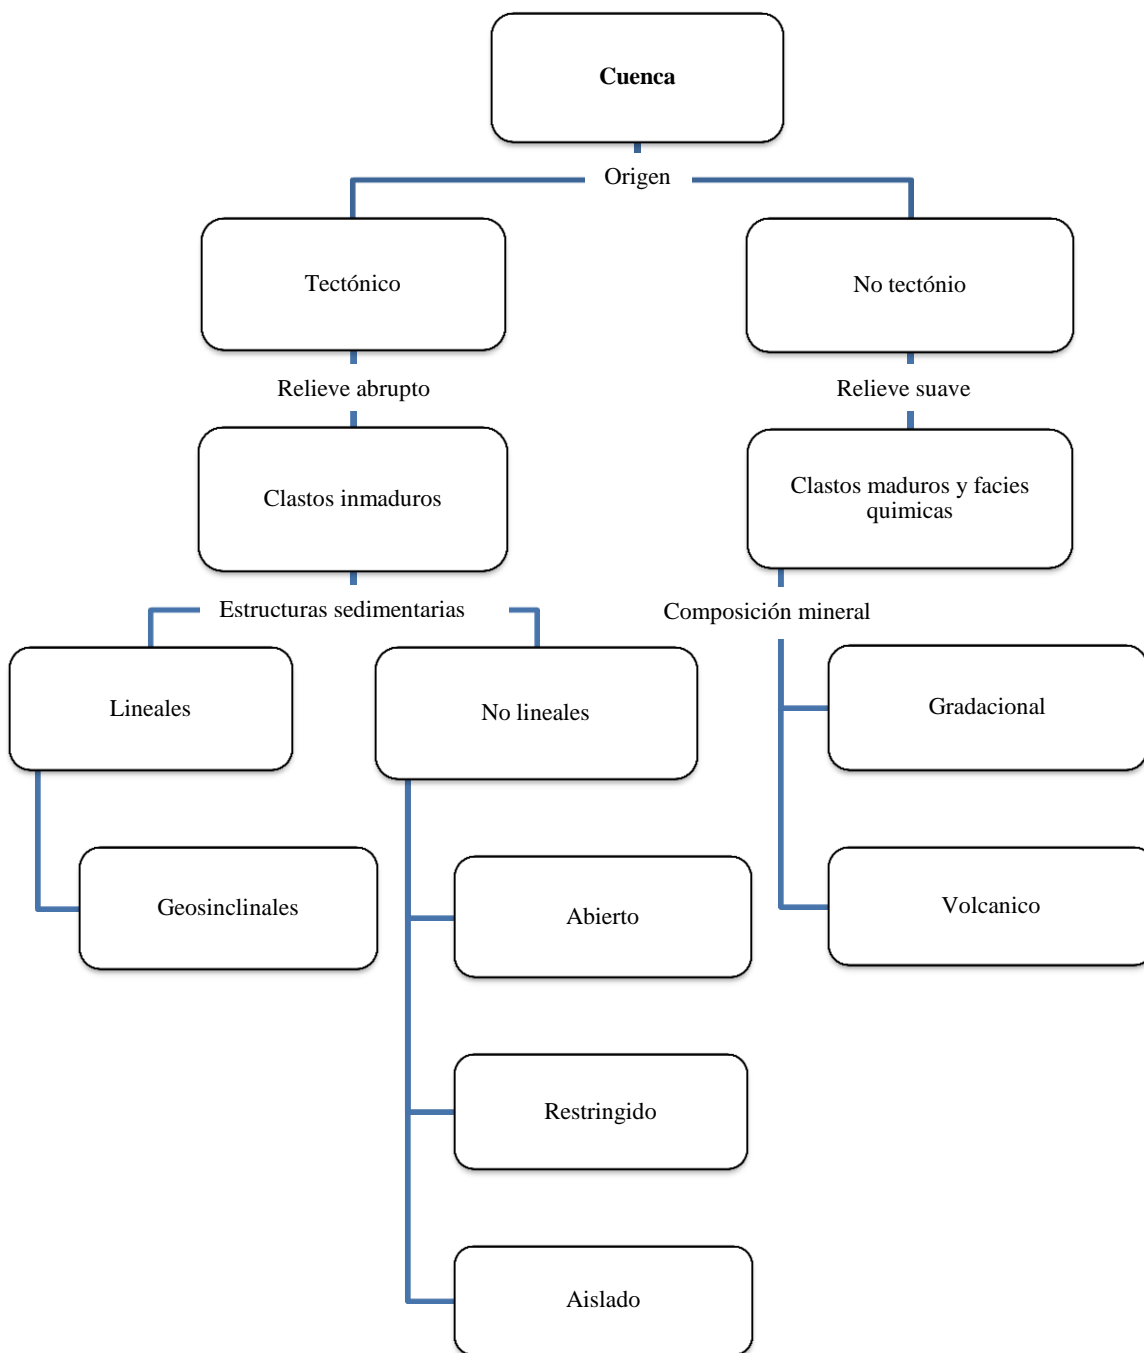 Cuenca
Origen
Tectónico
No tectónio
Relieve abrupto
Relieve suave
Clastos inmaduros
Clastos maduros y facies
quimicas
Estructuras sedimentarias
Composición mineral
Lineales
No lineales
Gradacional
Geosinclinales
Abierto
Volcanico
Restringido
Aislado